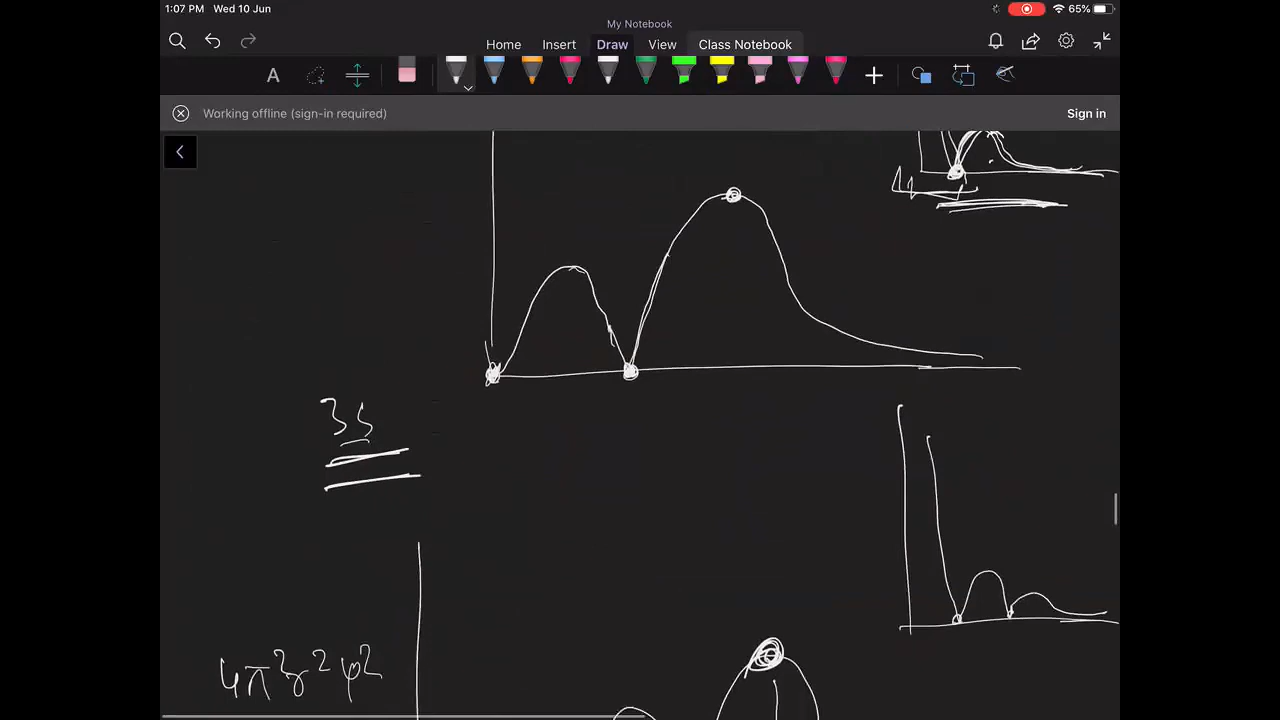 1:07 PM Wed 10 Jun
65%
My Notebook
Home Insert Draw View Class Notebook
A
Working offline (sign-in required)
Sign in
3s
4π²r²ψ²